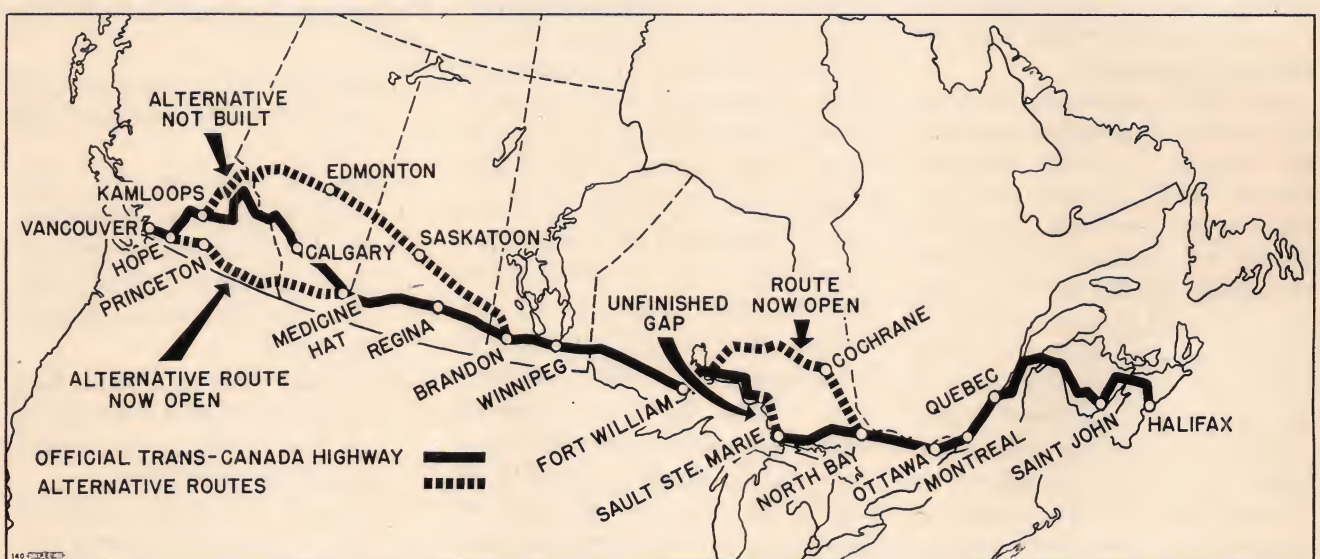 ALTERNATIVE
NOT BUILT
EDMONTON
KAMLOOPS
VANCOUVER
SASKATOON
HOPE
CALGARY
PRINCETON
MEDICINE
HAT
REGINA
BRANDON
WINNIPEG
ALTERNATIVE ROUTE
NOW OPEN
UNFINISHED
GAP
ROUTE
NOW OPEN
COCHRANE
FORT WILLIAM
SAULT STE. MARIE
NORTH BAY
OTTAWA
MONTREAL
QUEBEC
SAINT JOHN
HALIFAX
OFFICIAL TRANS-CANADA HIGHWAY
ALTERNATIVE ROUTES
140